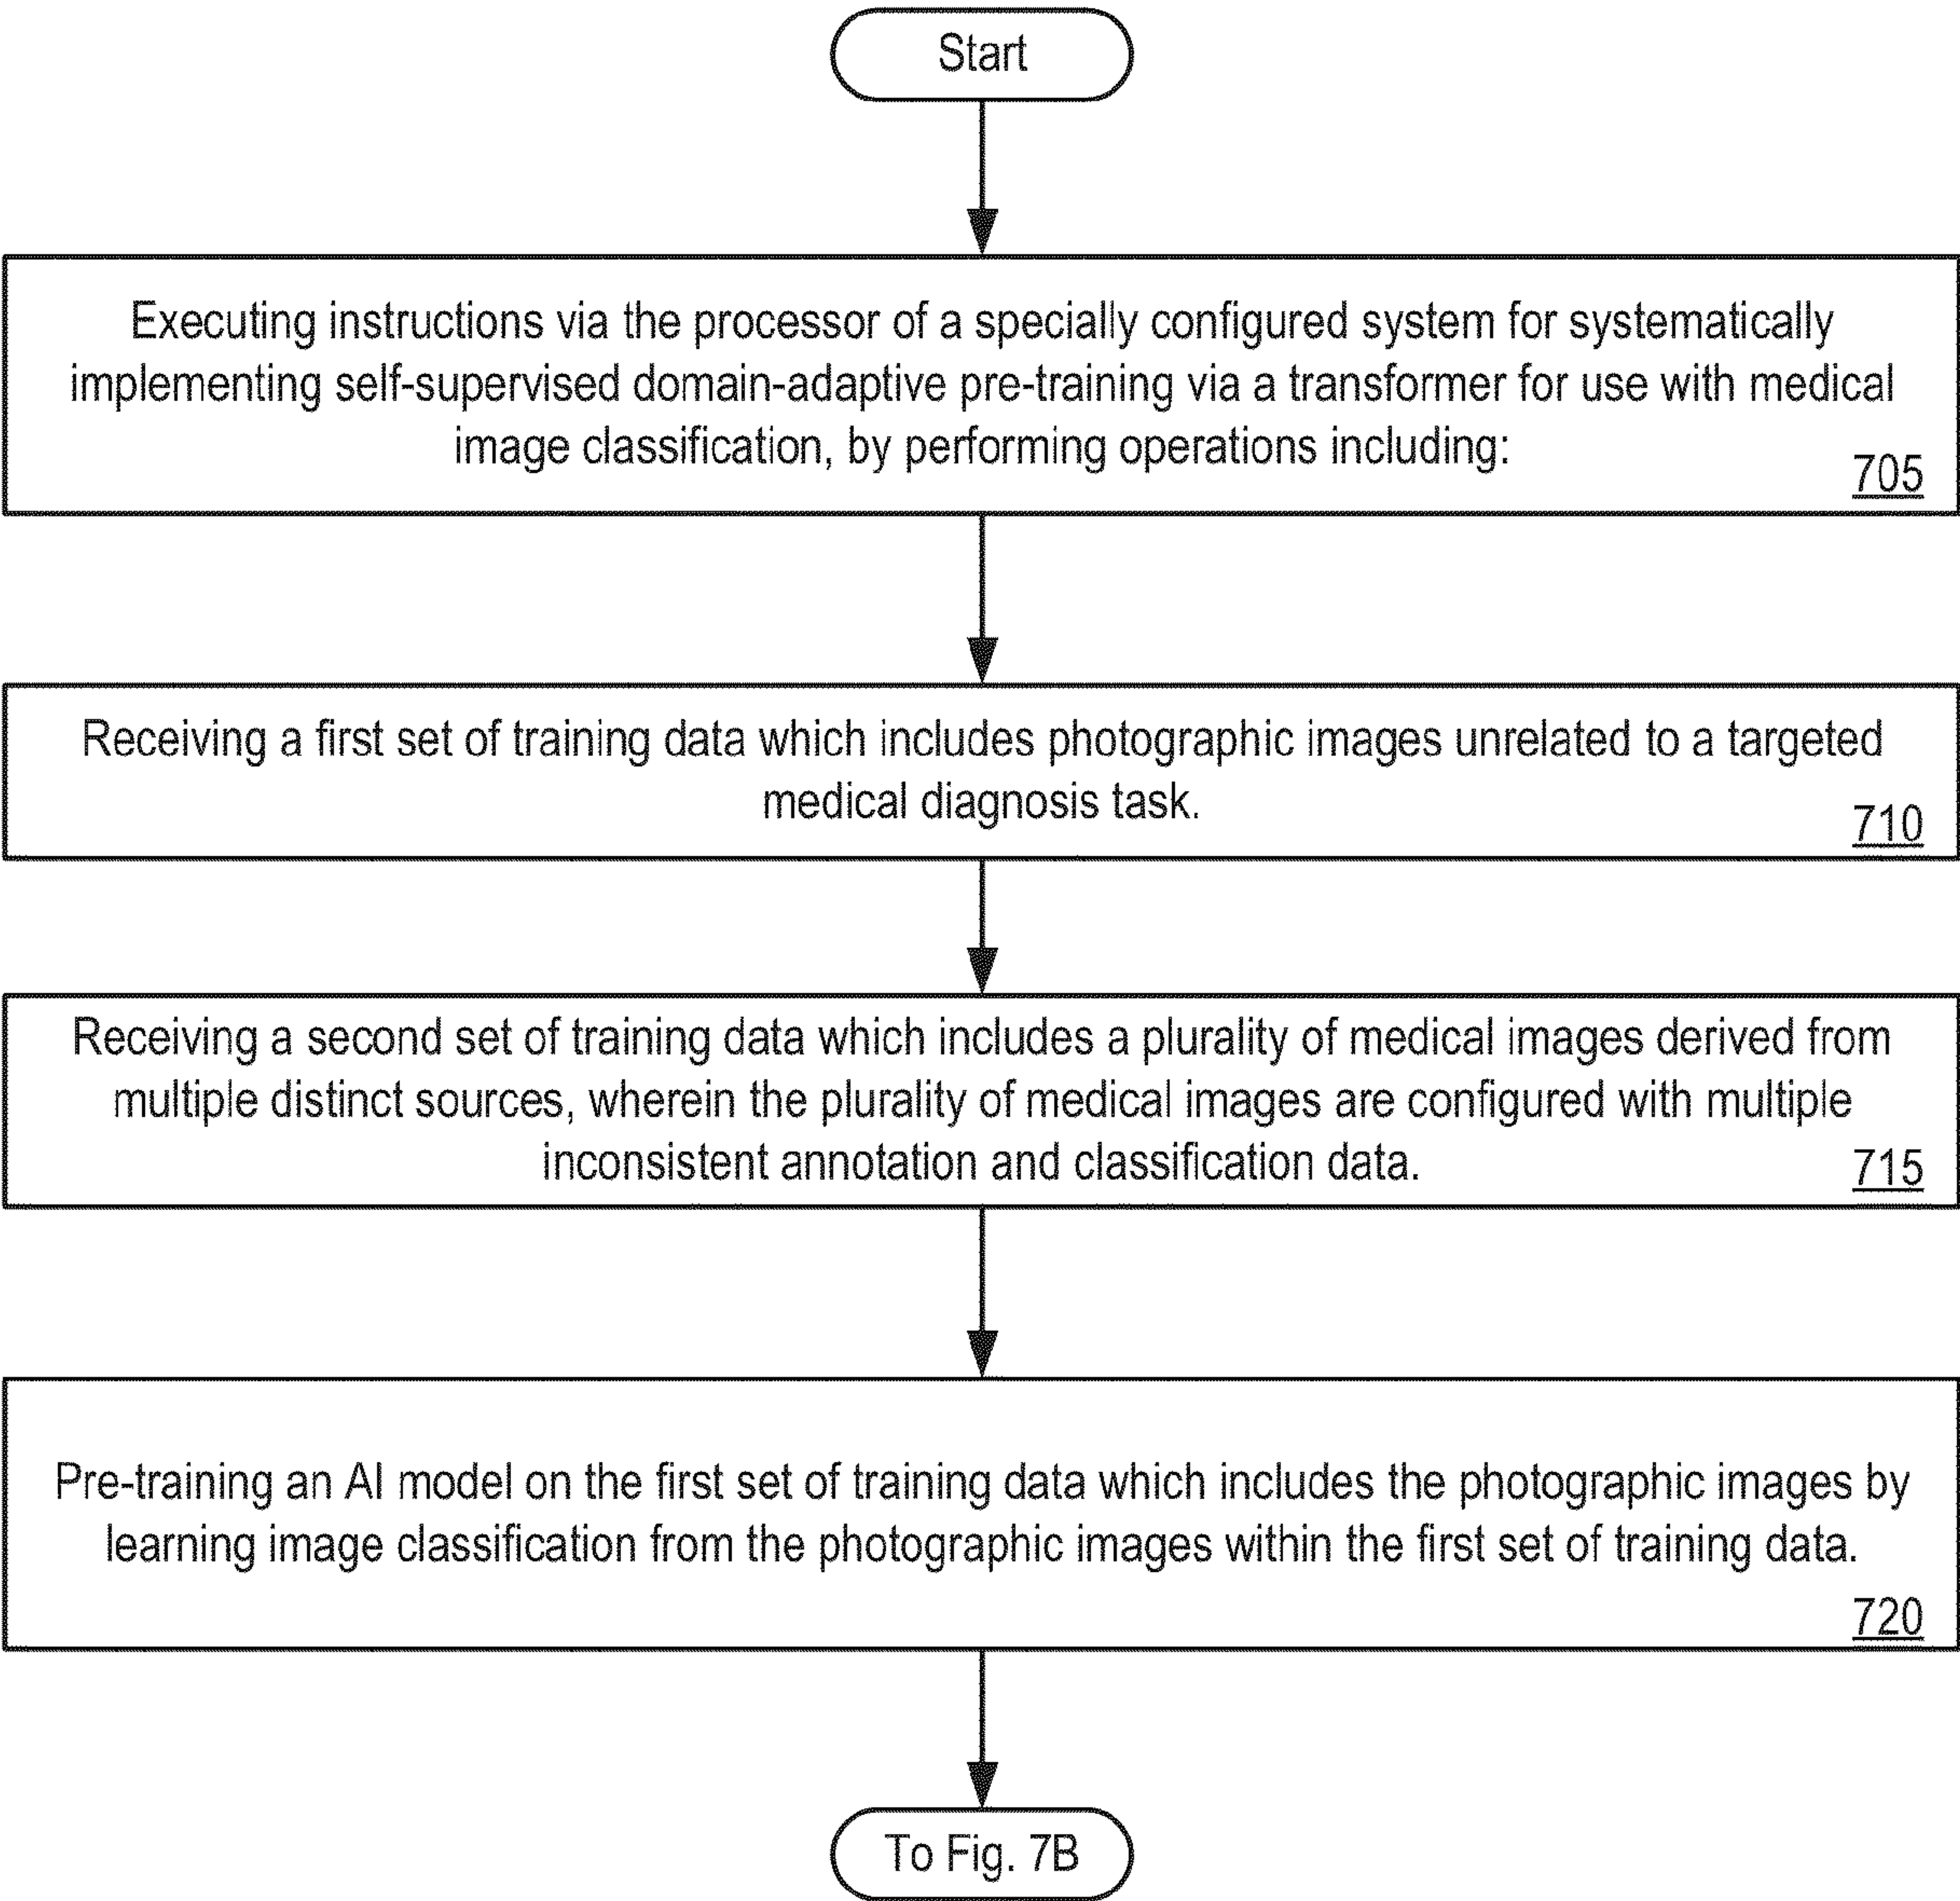 Start
Executing instructions via the processor of a specially configured system for systematically
implementing self-supervised domain-adaptive pre-training via a transformer for use with medical
image classification, by performing operations including:
705
Receiving a first set of training data which includes photographic images unrelated to a targeted
medical diagnosis task.
710
Receiving a second set of training data which includes a plurality of medical images derived from
multiple distinct sources, wherein the plurality of medical images are configured with multiple
inconsistent annotation and classification data.
715
Pre-training an AI model on the first set of training data which includes the photographic images by
learning image classification from the photographic images within the first set of training data.
720
To Fig. 7B